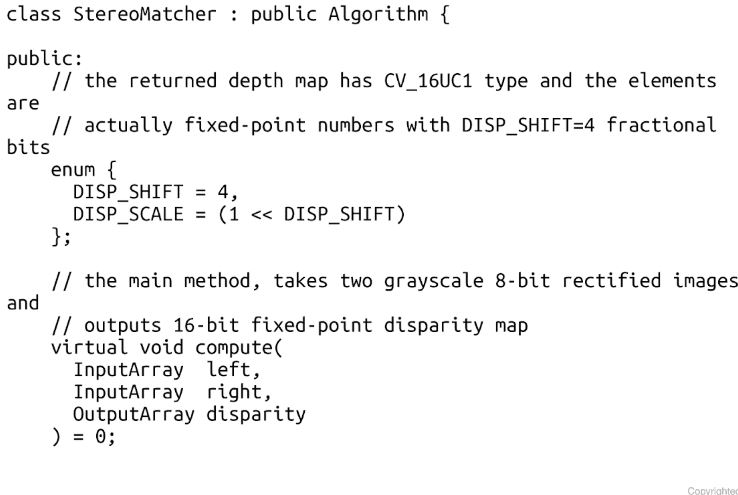 class StereoMatcher : public Algorithm {
public:
// the returned depth map has CV_16UC1 type and the elements
are
// actually fixed-point numbers with DISP_SHIFT=4 fractional
bits
enum {
DISP_SHIFT = 4,
DISP_SCALE = (1 << DISP_SHIFT)
};
// the main method, takes two grayscale 8-bit rectified images
and
// outputs 16-bit fixed-point disparity map
virtual void compute(
InputArray  left,
InputArray  right,
OutputArray disparity
) = 0;
Copyrighted